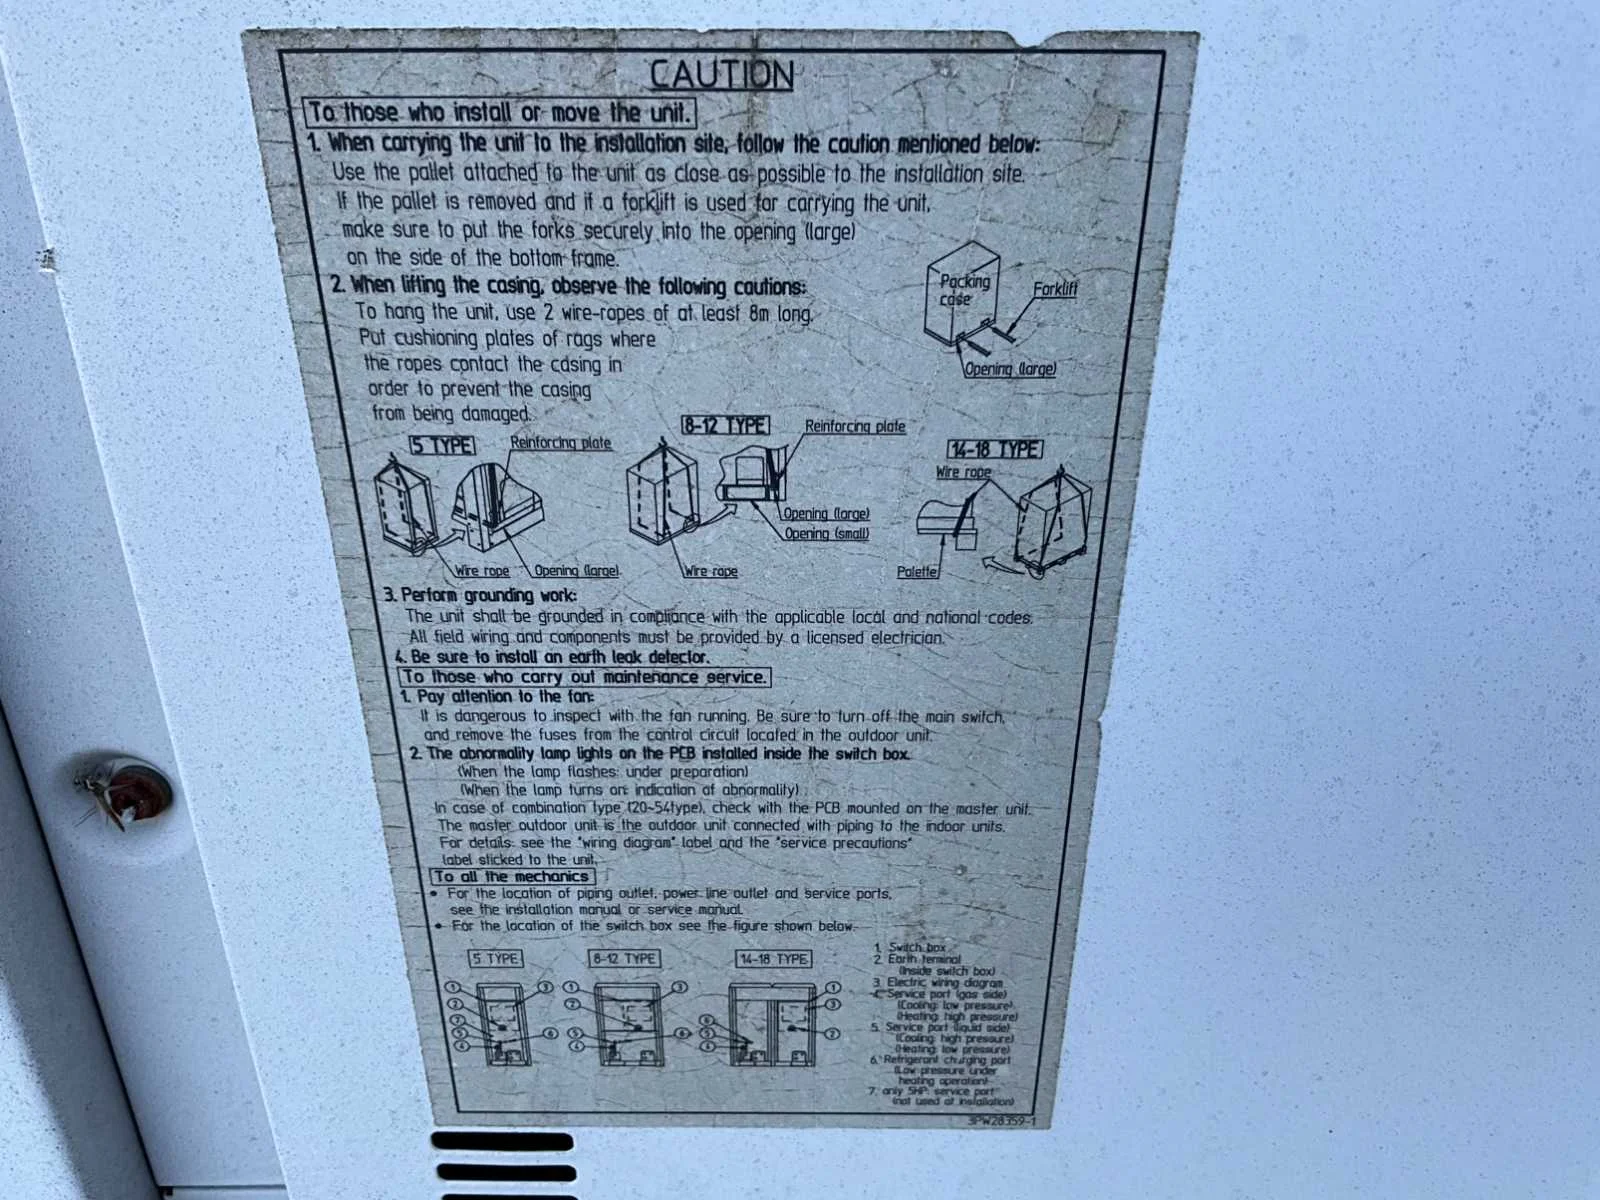 CAUTION
To those who install or move the unit.
1. When carrying the unit to the installation site, follow the caution mentioned below:
Use the pallet attached to the unit as close as possible to the installation site.
If the pallet is removed and if a forklift is used for carrying the unit,
make sure to put the forks securely into the opening (large)
on the side of the bottom frame.
Packing
case
Forklift
Opening (large)
2. When lifting the casing, observe the following cautions:
To hang the unit, use 2 wire-ropes of at least 8m long.
Put cushioning plates of rags where
the ropes contact the casing in
order to prevent the casing
from being damaged.
5 TYPE
Reinforcing plate
Wire rope
Opening (large)
8-12 TYPE
Reinforcing plate
Opening (large)
Opening (small)
Wire rope
14-18 TYPE
Wire rope
Palette
3. Perform grounding work:
The unit shall be grounded in compliance with the applicable local and national codes.
All field wiring and components must be provided by a licensed electrician.
4. Be sure to install an earth leak detector.
To those who carry out maintenance service.
1. Pay attention to the fan:
It is dangerous to inspect with the fan running. Be sure to turn off the main switch,
and remove the fuses from the control circuit located in the outdoor unit.
2. The abnormality lamp lights on the PCB installed inside the switch box.
(When the lamp flashes: under preparation)
(When the lamp turns on: indication of abnormality)
In case of combination type (20~54type), check with the PCB mounted on the master unit.
The master outdoor unit is the outdoor unit connected with piping to the indoor units.
For details: see the "wiring diagram" label and the "service precautions"
label sticked to the unit.
To all the mechanics
• For the location of piping outlet, power line outlet and service ports,
see the installation manual or service manual.
• For the location of the switch box see the figure shown below.
5 TYPE
1
2
7
5
4
3
6
8-12 TYPE
1
2
5
4
3
6
14-18 TYPE
6
5
4
1
3
2
1. Switch box
2. Earth terminal
(Inside switch box)
3. Electric wiring diagram
4. Service port (gas side)
(Cooling: low pressure)
(Heating: high pressure)
5. Service port (liquid side)
(Cooling: high pressure)
(Heating: low pressure)
6. Refrigerant charging port
(Low pressure under
heating operation)
7. only 5HP: service port
(not used at installation)
3PW28359-1